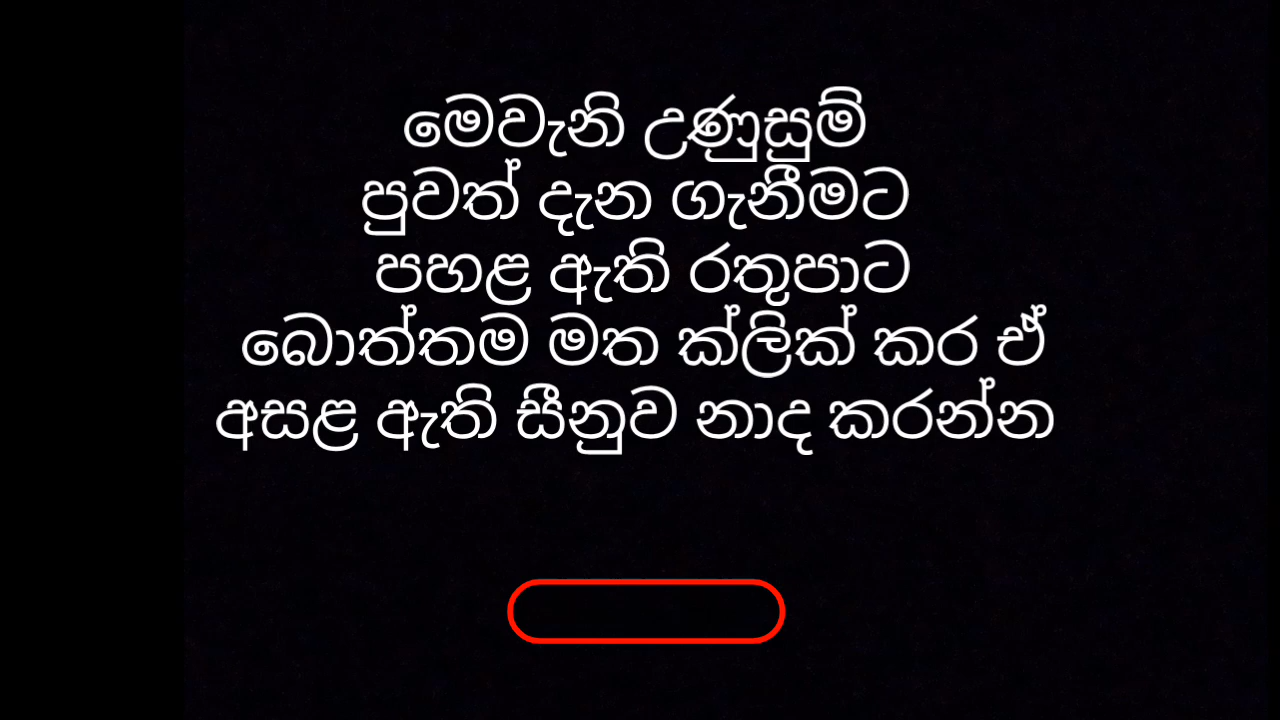 මෙවැනි උණුසුම්
පුවත් දැන ගැනීමට
පහළ ඇති රතුපාට
බොත්තම මත ක්ලික් කර ඒ
අසළ ඇති සීනුව නාද කරන්න